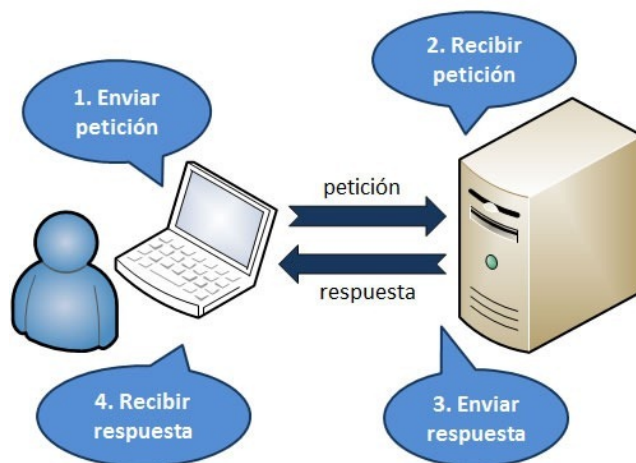 1. Enviar
petición
2. Recibir
petición
petición
respuesta
3. Enviar
respuesta
4. Recibir
respuesta